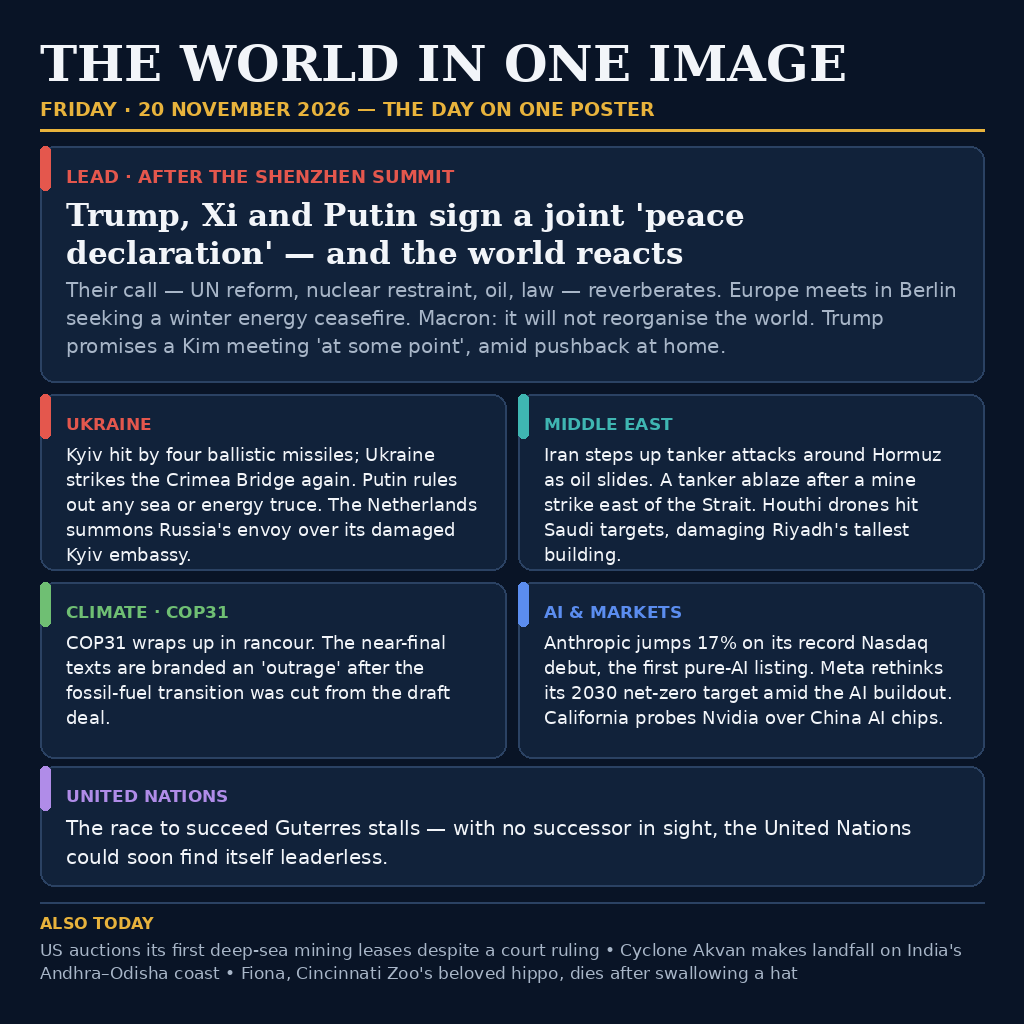 THE WORLD IN ONE IMAGE
FRIDAY · 20 NOVEMBER 2026 — THE DAY ON ONE POSTER
LEAD · AFTER THE SHENZHEN SUMMIT
Trump, Xi and Putin sign a joint 'peace
declaration' — and the world reacts
Their call — UN reform, nuclear restraint, oil, law — reverberates. Europe meets in Berlin
seeking a winter energy ceasefire. Macron: it will not reorganise the world. Trump
promises a Kim meeting 'at some point', amid pushback at home.
UKRAINE
Kyiv hit by four ballistic missiles; Ukraine
strikes the Crimea Bridge again. Putin rules
out any sea or energy truce. The Netherlands
summons Russia's envoy over its damaged
Kyiv embassy.
MIDDLE EAST
Iran steps up tanker attacks around Hormuz
as oil slides. A tanker ablaze after a mine
strike east of the Strait. Houthi drones hit
Saudi targets, damaging Riyadh's tallest
building.
CLIMATE · COP31
COP31 wraps up in rancour. The near-final
texts are branded an 'outrage' after the
fossil-fuel transition was cut from the draft
deal.
AI & MARKETS
Anthropic jumps 17% on its record Nasdaq
debut, the first pure-AI listing. Meta rethinks
its 2030 net-zero target amid the AI buildout.
California probes Nvidia over China AI chips.
UNITED NATIONS
The race to succeed Guterres stalls — with no successor in sight, the United Nations
could soon find itself leaderless.
ALSO TODAY
US auctions its first deep-sea mining leases despite a court ruling • Cyclone Akvan makes landfall on India's
Andhra–Odisha coast • Fiona, Cincinnati Zoo's beloved hippo, dies after swallowing a hat